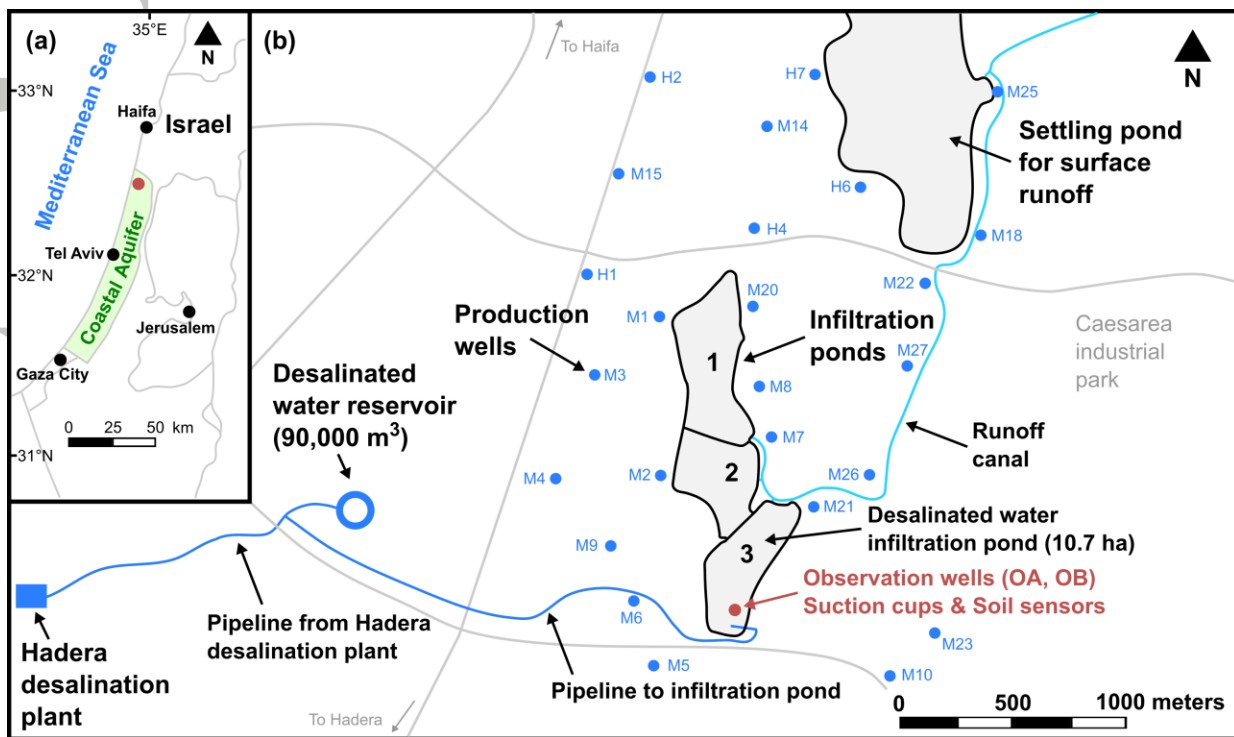 (a)
35°E
N
33°N
Mediterranean Sea
Haifa
Israel
Tel Aviv
32°N
Coastal Aquifer
Jerusalem
Gaza City
0 25 50 km
31°N
(b)
To Haifa
N
H2
H7
M25
M14
Settling pond
for surface
runoff
M15
H6
H4
M18
H1
M22
M20
M1
Production
wells
Infiltration
ponds
1
Caesarea
industrial
park
M27
M3
M8
Desalinated
water reservoir
(90,000 m³)
M7
Runoff
canal
2
M4
M2
M26
M21
Desalinated water
infiltration pond (10.7 ha)
3
M9
Observation wells (OA, OB)
Suction cups & Soil sensors
M6
Pipeline from Hadera
desalination plant
M23
Hadera
desalination
plant
M5
M10
Pipeline to infiltration pond
To Hadera
0 500 1000 meters